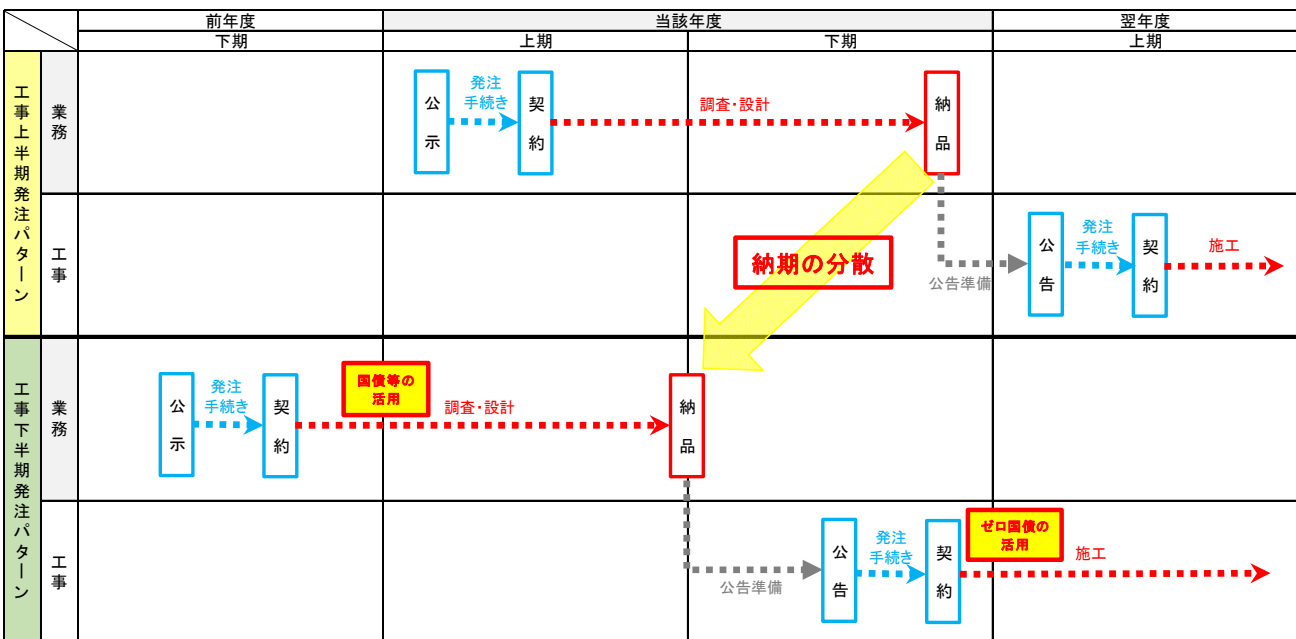 前年度
当該年度
翌年度
下期
上期
下期
上期
工事上半期発注パターン
業務
公示
発注
手続き
契約
調査・設計
納品
工事
納期の分散
公告準備
公告
発注
手続き
契約
施工
工事下半期発注パターン
業務
公示
発注
手続き
契約
国債等の
活用
調査・設計
納品
工事
公告準備
公告
発注
手続き
契約
ゼロ国債の
活用
施工